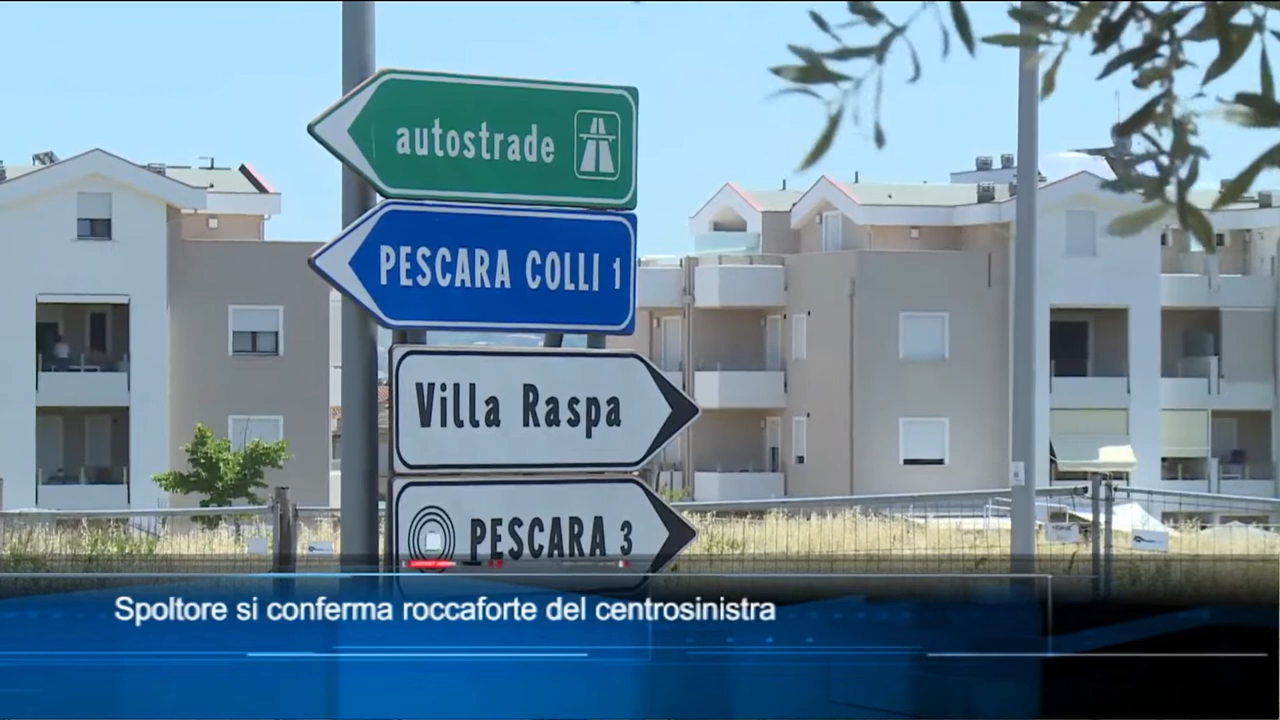 autostrade
PESCARA COLLI 1
Villa Raspa
PESCARA 3
Spoltore si conferma roccaforte del centrosinistra